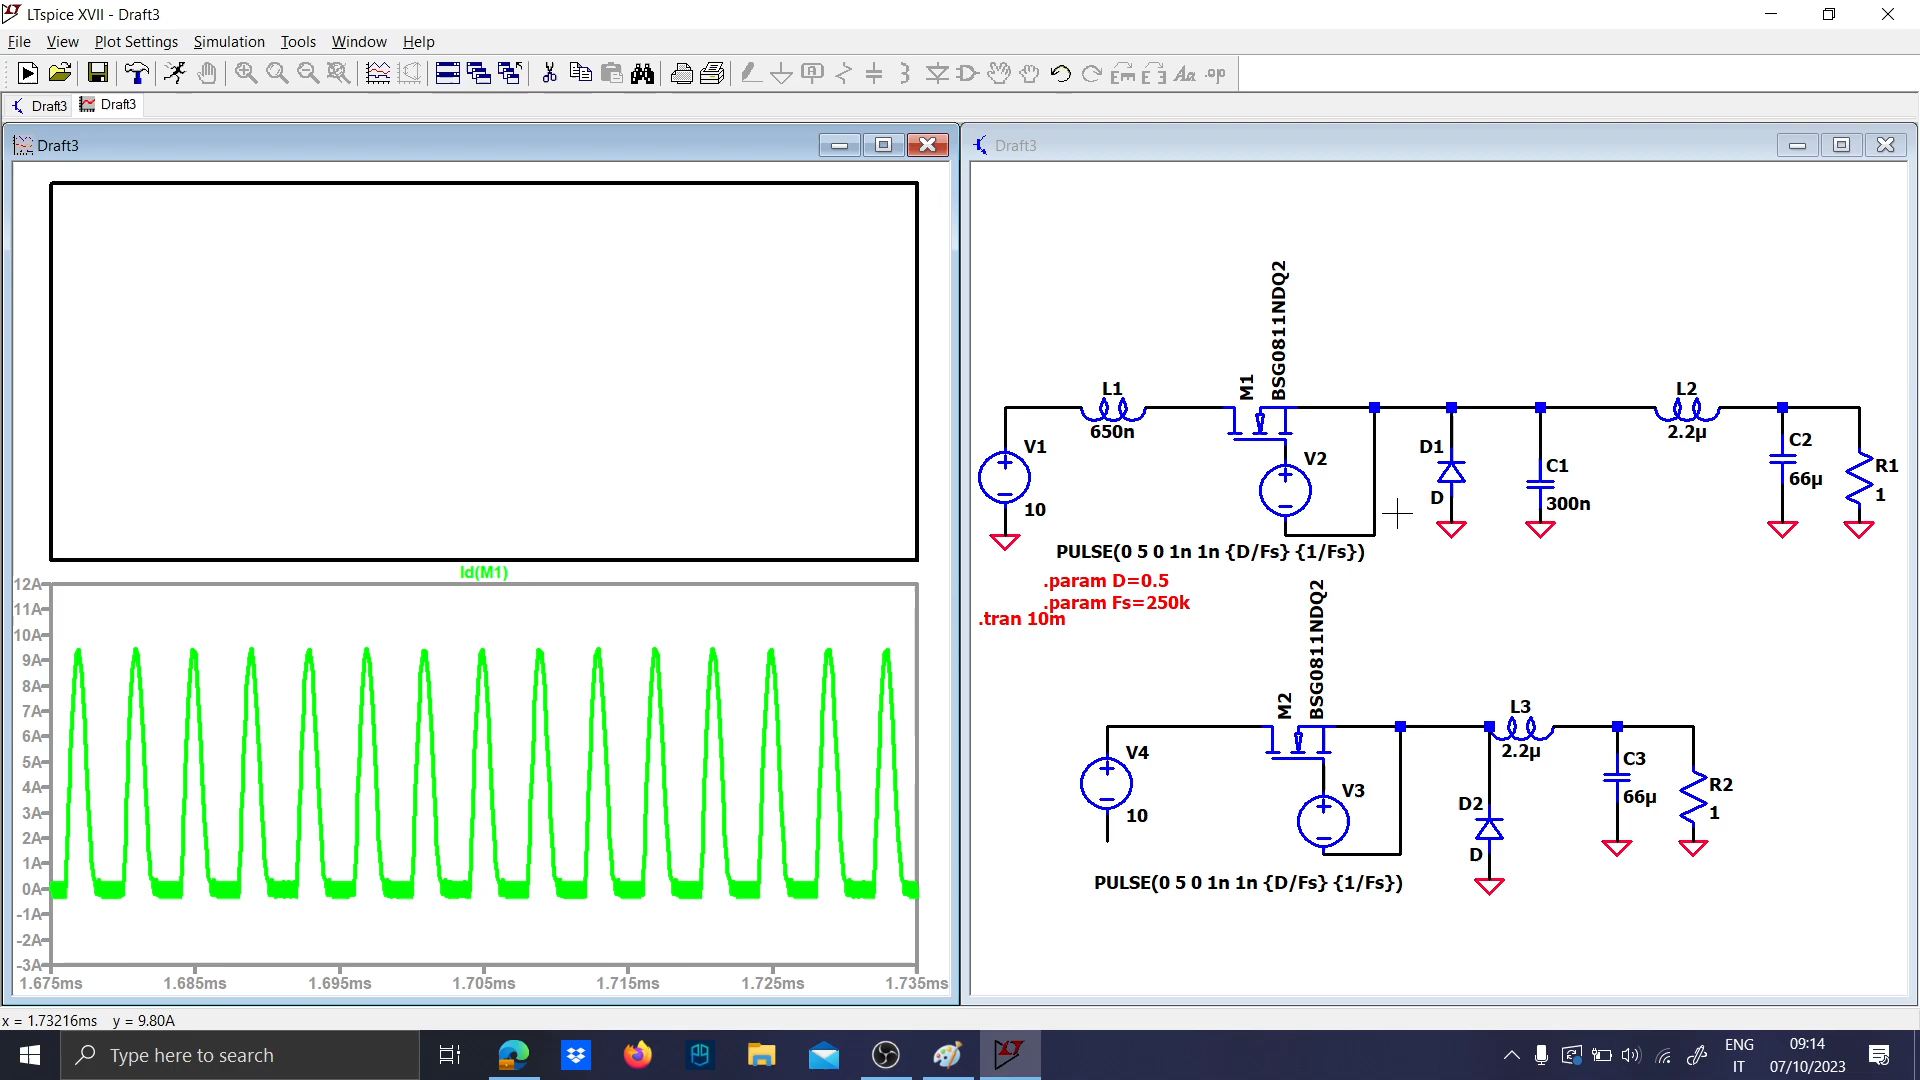 LTspice XVII - Draft3
File View Plot Settings Simulation Tools Window Help
Draft3 Draft3
Draft3
Id(M1)
12A
11A
10A
9A
8A
7A
6A
5A
4A
3A
2A
1A
0A
-1A
-2A
-3A
1.675ms 1.685ms 1.695ms 1.705ms 1.715ms 1.725ms 1.735ms
Draft3
M1
BSG0811NDQ2
L1
650n
V1
10
V2
D1
D
C1
300n
L2
2.2µ
C2
66µ
R1
1
PULSE(0 5 0 1n 1n {D/Fs} {1/Fs})
.param D=0.5
.param Fs=250k
.tran 10m
M2
BSG0811NDQ2
V4
10
V3
L3
2.2µ
D2
D
C3
66µ
R2
1
PULSE(0 5 0 1n 1n {D/Fs} {1/Fs})
x = 1.73216ms y = 9.80A
Type here to search
ENG
IT
09:14
07/10/2023